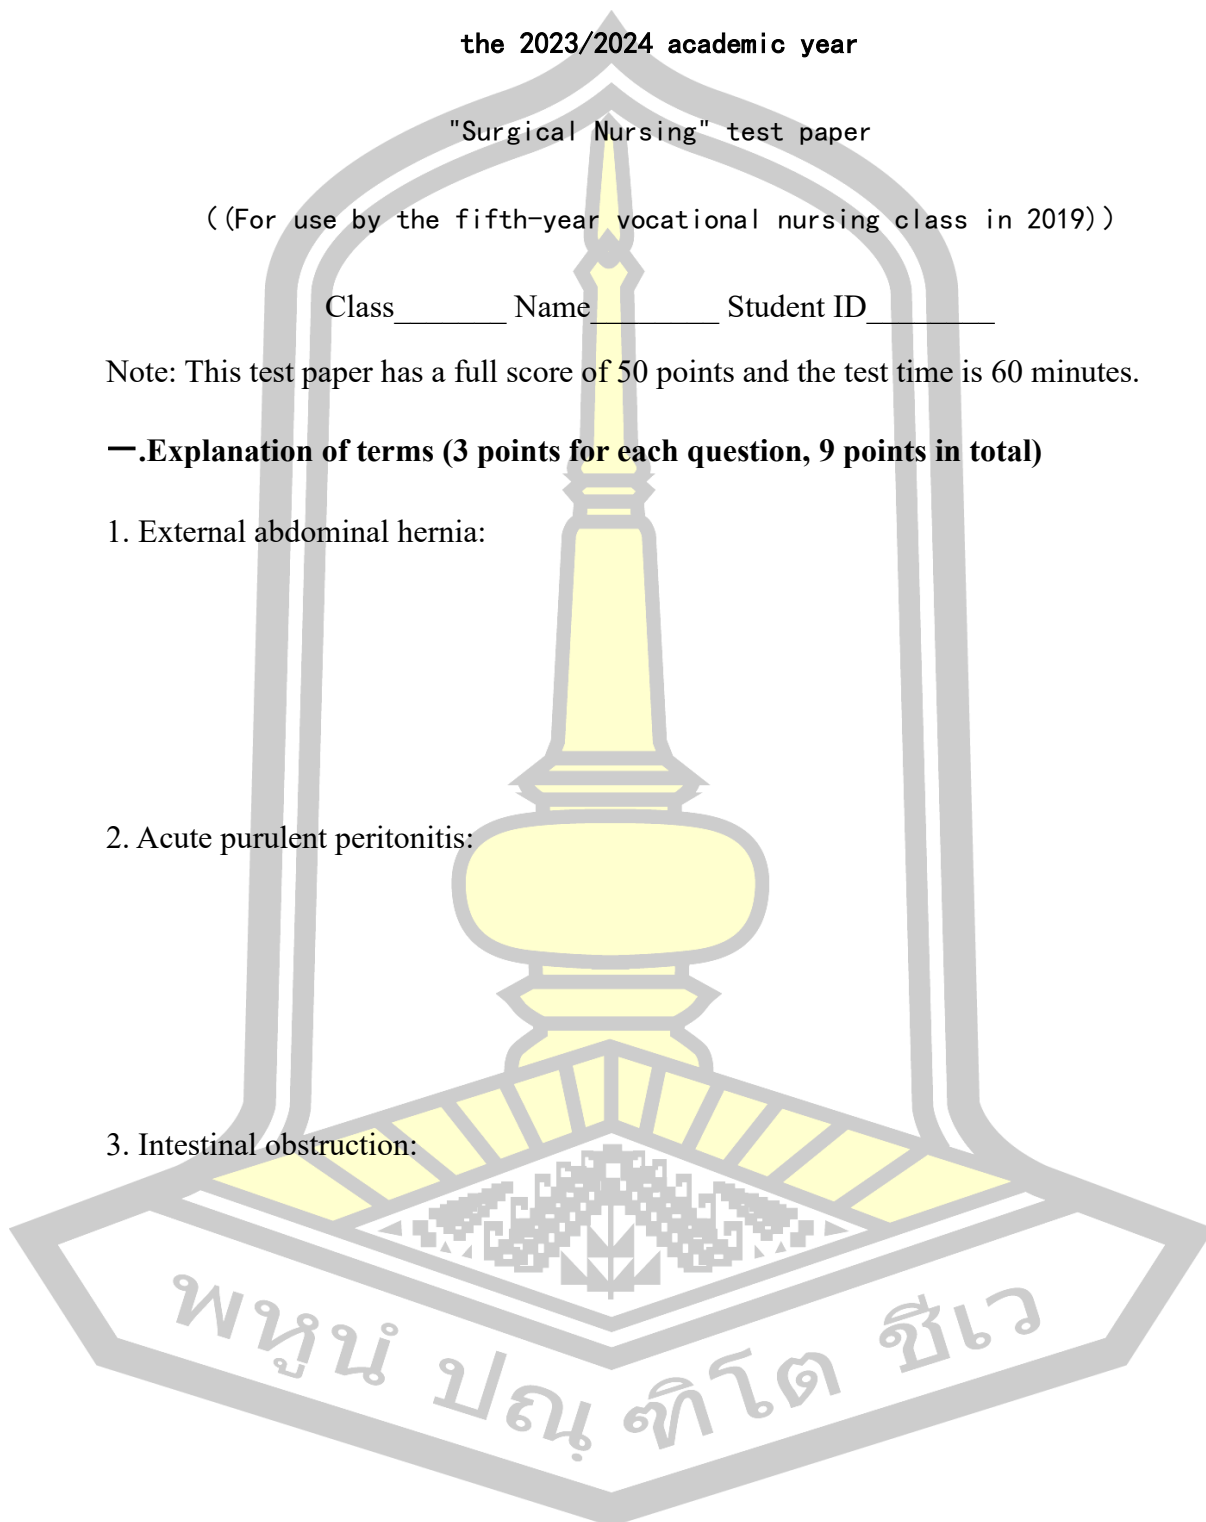 the 2023/2024 academic year
"Surgical Nursing" test paper
((For use by the fifth-year vocational nursing class in 2019))
Class_______ Name________ Student ID________
Note: This test paper has a full score of 50 points and the test time is 60 minutes.
一.Explanation of terms (3 points for each question, 9 points in total)
1. External abdominal hernia:
2. Acute purulent peritonitis:
3. Intestinal obstruction:
พหูนํ ปณฺฑิโต ชีเว